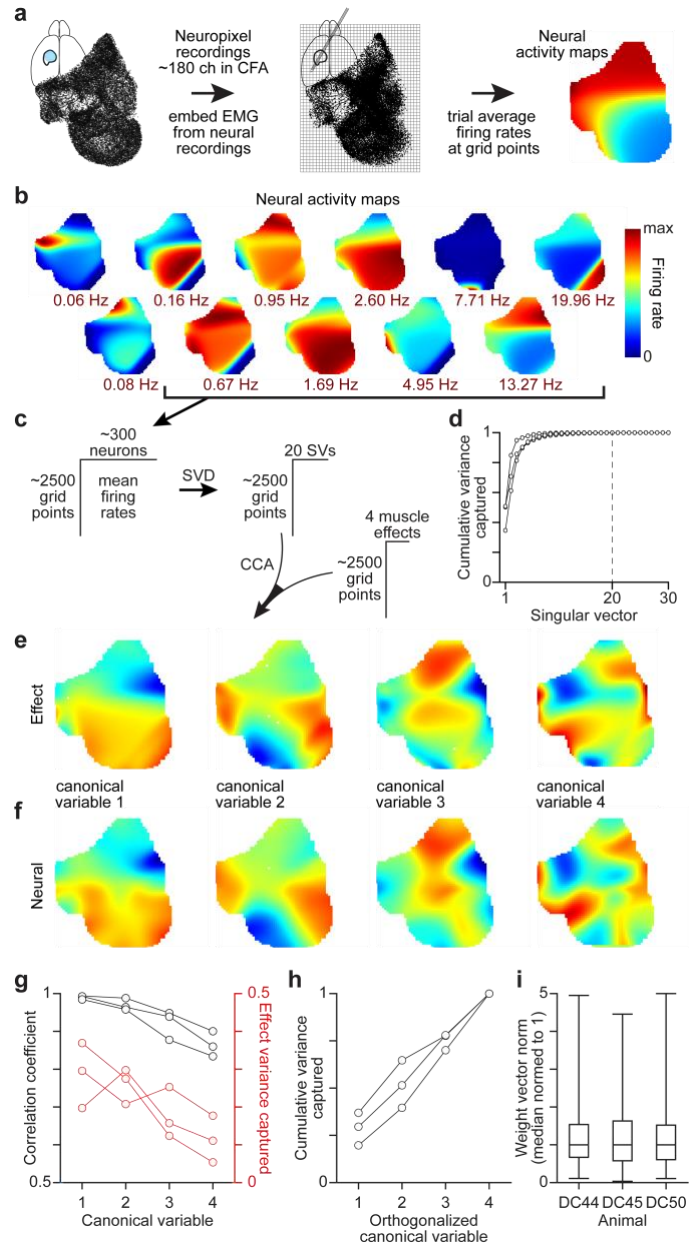 a
Neuropixel
recordings
~180 ch in CFA
embed EMG
from neural
recordings
trial average
firing rates
at grid points
Neural
activity maps
b
Neural activity maps
0.06 Hz 0.16 Hz 0.95 Hz 2.60 Hz 7.71 Hz 19.96 Hz
0.08 Hz 0.67 Hz 1.69 Hz 4.95 Hz 13.27 Hz
max
Firing rate
0
c
~300
neurons
~2500
grid
points
mean
firing
rates
SVD
20 SVs
~2500
grid
points
CCA
4 muscle
effects
~2500
grid
points
d
Cumulative variance
captured
1
0
1 20 30
Singular vector
e
Effect
canonical
variable 1
canonical
variable 2
canonical
variable 3
canonical
variable 4
f
Neural
g
Correlation coefficient
1
0.5
0.5
0
Effect variance captured
1 2 3 4
Canonical variable
h
Cumulative variance
captured
1
0
1 2 3 4
Orthogonalized
canonical variable
i
Weight vector norm
(median normed to 1)
5
0
DC44 DC45 DC50
Animal